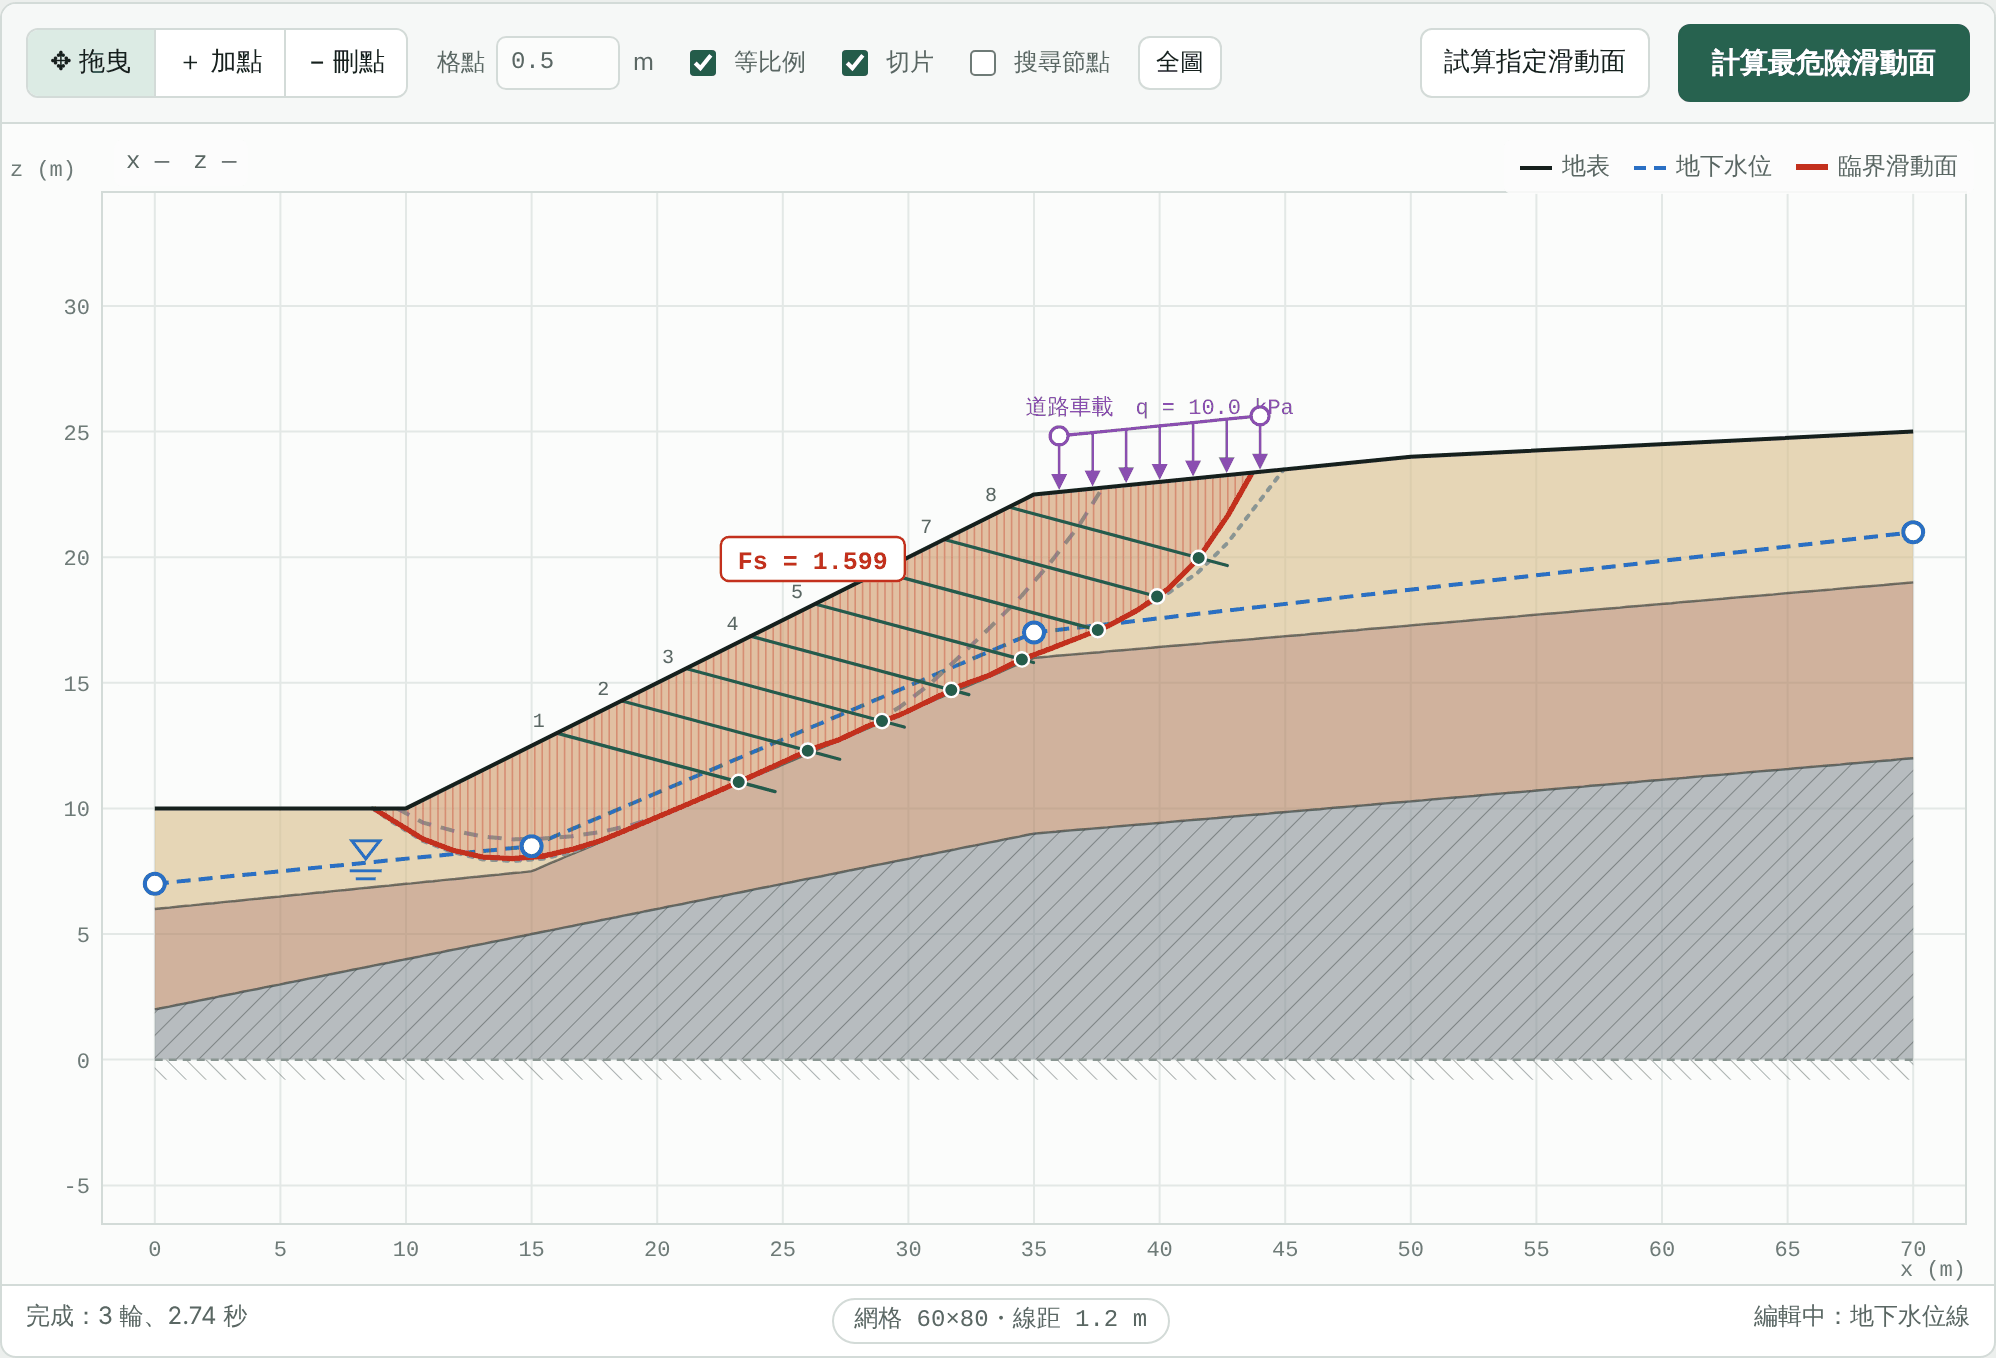 ✥ 拖曳 + 加點 − 刪點 格點 0.5 m 等比例 切片 搜尋節點 全圖 試算指定滑動面 計算最危險滑動面
z (m) x — z — 地表 地下水位 臨界滑動面
30
道路車載 q = 10.0 kPa
25
8
7
20
Fs = 1.599
5
4
3
15
2
1
10
5
0
-5
0 5 10 15 20 25 30 35 40 45 50 55 60 65 70
x (m)
完成：3 輪、2.74 秒 網格 60×80・線距 1.2 m 編輯中：地下水位線